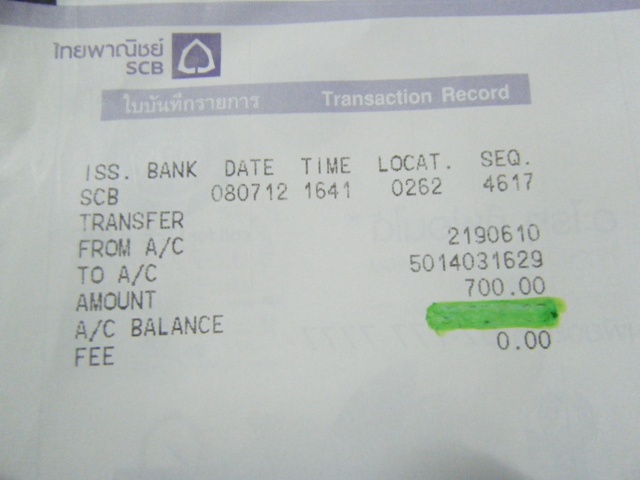 ไทยพาณิชย์
SCB
ใบบันทึกรายการ Transaction Record
ISS. BANK DATE TIME LOCAT. SEQ.
SCB 080712 1641 0262 4617
TRANSFER
FROM A/C 2190610
TO A/C 5014031629
AMOUNT 700.00
A/C BALANCE
FEE 0.00